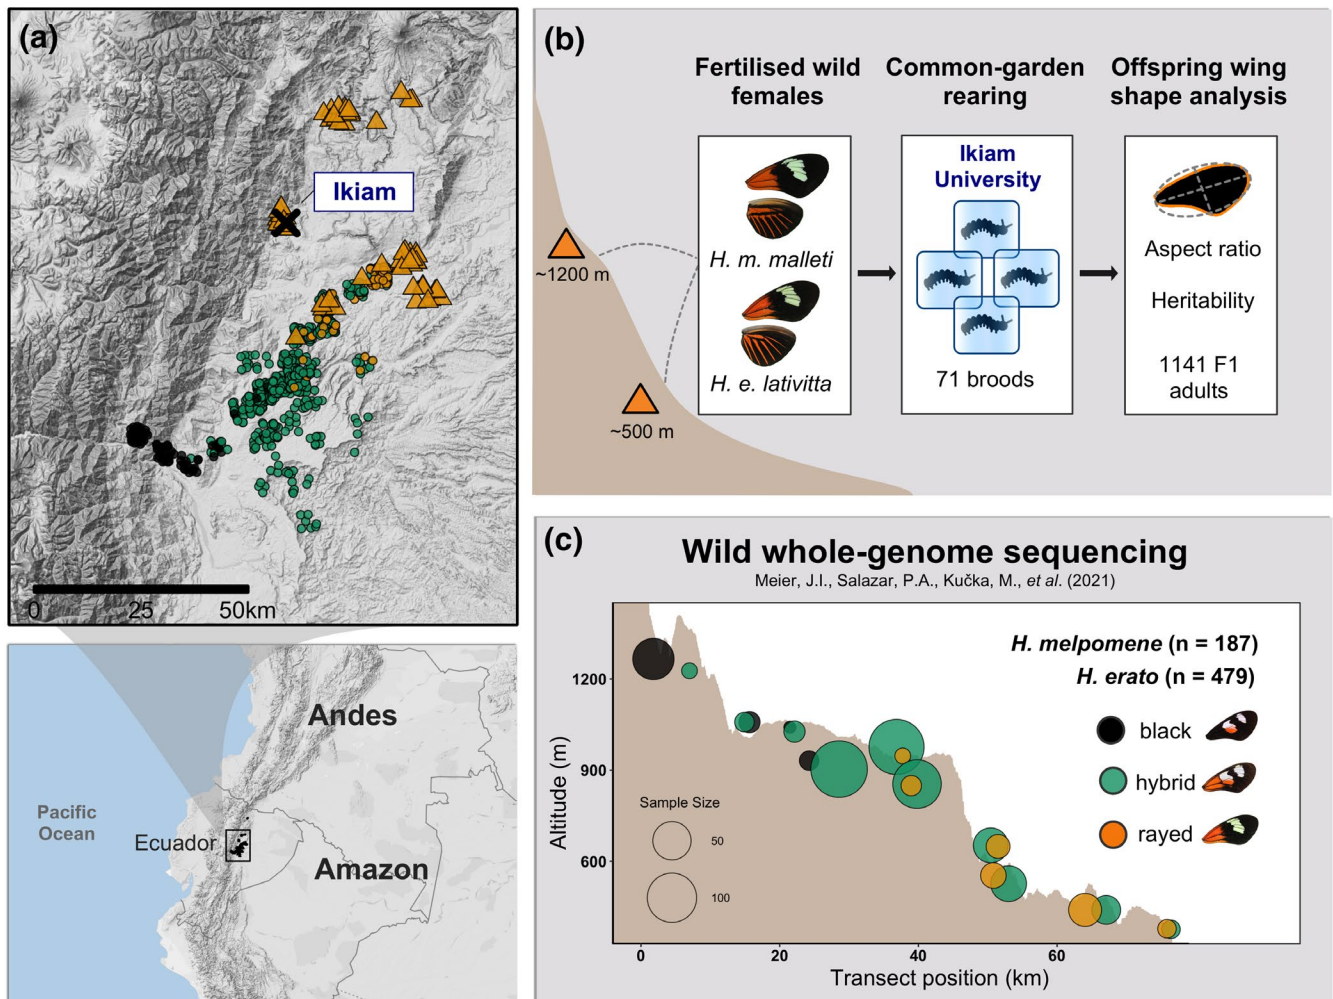 (a)
Ikiam
0 25 50km
Andes
Pacific
Ocean
Ecuador
Amazon
(b)
Fertilised wild
females
Common-garden
rearing
Offspring wing
shape analysis
~1200 m
~500 m
H. m. malleti
H. e. lativitta
Ikiam
University
71 broods
Aspect ratio
Heritability
1141 F1
adults
(c)
Wild whole-genome sequencing
Meier, J.I., Salazar, P.A., Kučka, M., et al. (2021)
H. melpomene (n = 187)
H. erato (n = 479)
black
hybrid
rayed
Sample Size
50
100
Altitude (m)
1200
900
600
0 20 40 60
Transect position (km)